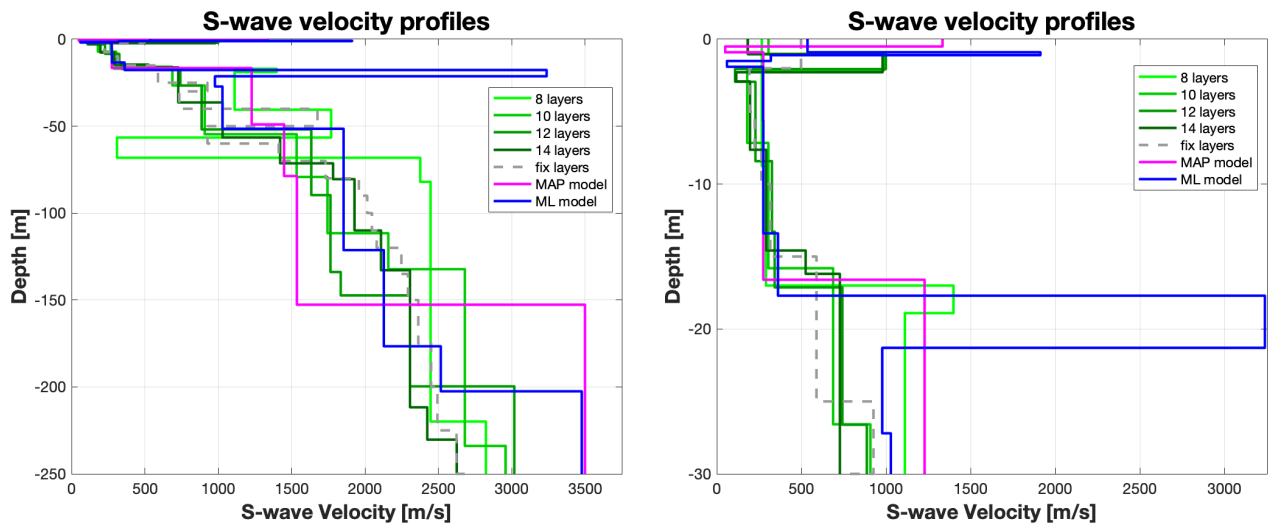 S-wave velocity profiles
0
-50
-100
-150
-200
-250
Depth [m]
0
500
1000
1500
2000
2500
3000
3500
S-wave Velocity [m/s]
8 layers
10 layers
12 layers
14 layers
fix layers
MAP model
ML model
S-wave velocity profiles
0
-10
-20
-30
Depth [m]
0
500
1000
1500
2000
2500
3000
S-wave Velocity [m/s]
8 layers
10 layers
12 layers
14 layers
fix layers
MAP model
ML model